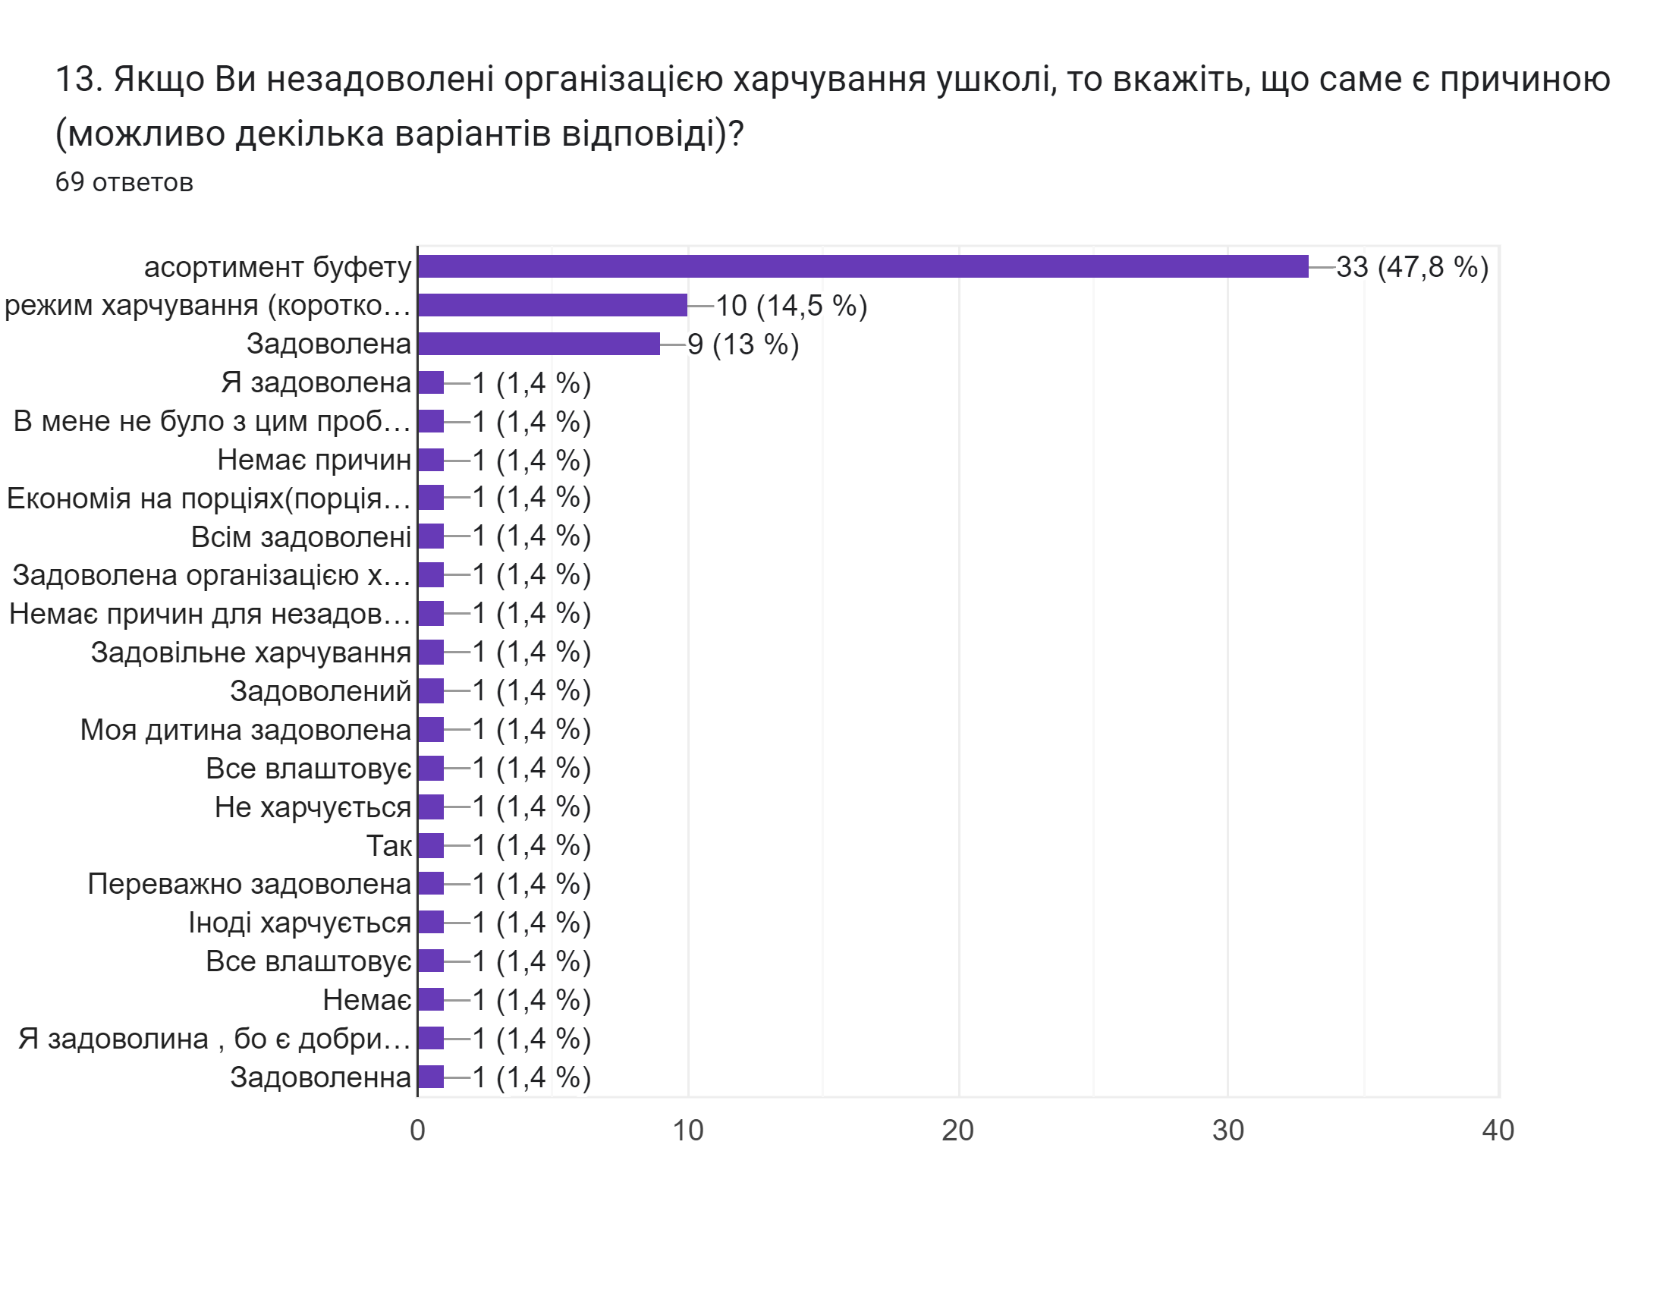 13. Якщо Ви незадоволені організацією харчування ушколі, то вкажіть, що саме є причиною
(можливо декілька варіантів відповіді)?
69 ответов
асортимент буфету 33 (47,8 %)
режим харчування (коротко… 10 (14,5 %)
Задоволена 9 (13 %)
Я задоволена 1 (1,4 %)
В мене не було з цим проб… 1 (1,4 %)
Немає причин 1 (1,4 %)
Економія на порціях(порція… 1 (1,4 %)
Всім задоволені 1 (1,4 %)
Задоволена організацією х… 1 (1,4 %)
Немає причин для незадов… 1 (1,4 %)
Задовільне харчування 1 (1,4 %)
Задоволений 1 (1,4 %)
Моя дитина задоволена 1 (1,4 %)
Все влаштовує 1 (1,4 %)
Не харчується 1 (1,4 %)
Так 1 (1,4 %)
Переважно задоволена 1 (1,4 %)
Іноді харчується 1 (1,4 %)
Все влаштовує 1 (1,4 %)
Немає 1 (1,4 %)
Я задоволина , бо є добри… 1 (1,4 %)
Задоволенна 1 (1,4 %)
0 10 20 30 40